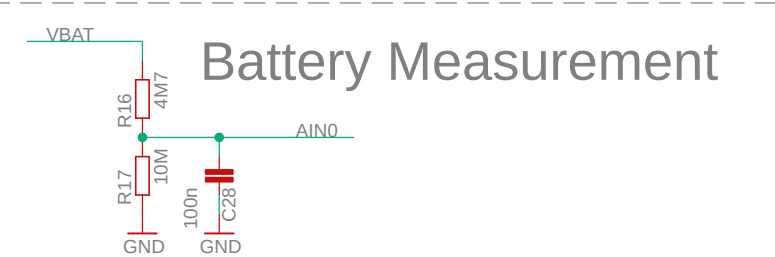 VBAT
Battery Measurement
R16
4M7
AIN0
R17
10M
100n
C28
GND
GND